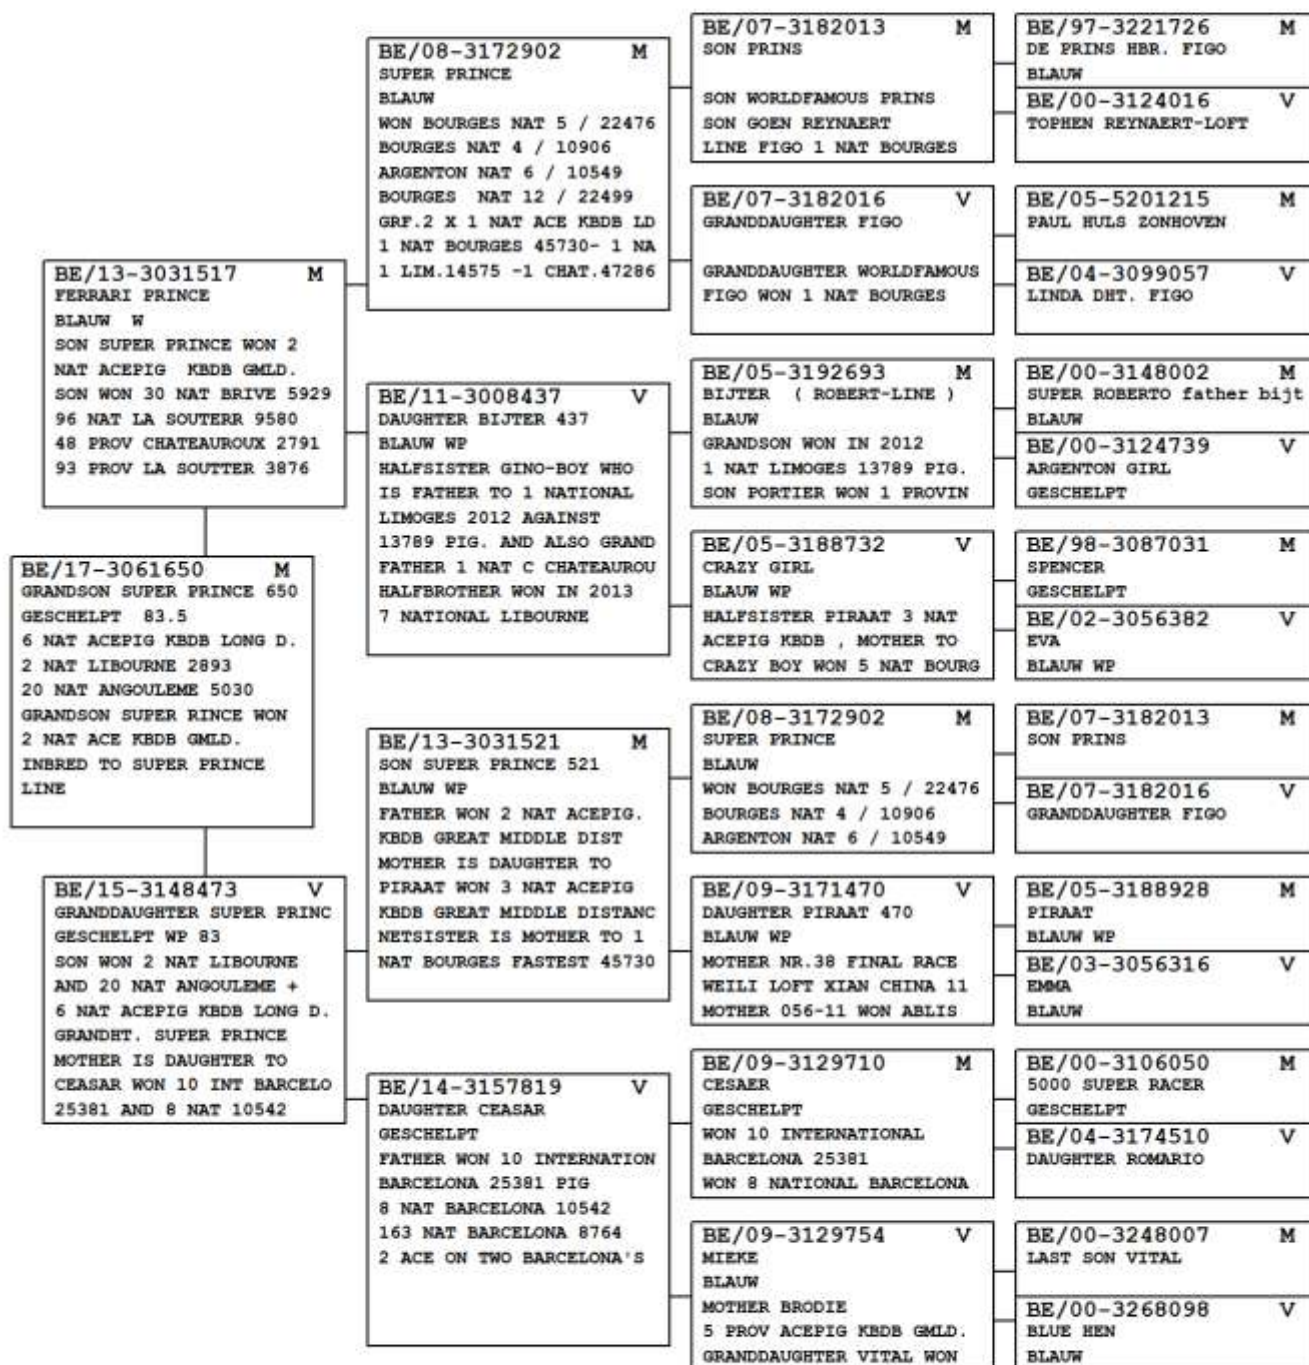 BE/17-3061650 M
GRANDSON SUPER PRINCE 650
GESCHELPT 83.5
6 NAT ACEPIG KBDB LONG D.
2 NAT LIBOURNE 2893
20 NAT ANGOULEME 5030
GRANDSON SUPER RINCE WON
2 NAT ACE KBDB GMLD.
INBRED TO SUPER PRINCE
LINE
BE/13-3031517 M
FERRARI PRINCE
BLAUW W
SON SUPER PRINCE WON 2
NAT ACEPIG KBDB GMLD.
SON WON 30 NAT BRIVE 5929
96 NAT LA SOUTERR 9580
48 PROV CHATEAUROUX 2791
93 PROV LA SOUTTER 3876
BE/15-3148473 V
GRANDDAUGHTER SUPER PRINC
GESCHELPT WP 83
SON WON 2 NAT LIBOURNE
AND 20 NAT ANGOULEME +
6 NAT ACEPIG KBDB LONG D.
GRANDHT. SUPER PRINCE
MOTHER IS DAUGHTER TO
CEASAR WON 10 INT BARCELO
25381 AND 8 NAT 10542
BE/08-3172902 M
SUPER PRINCE
BLAUW
WON BOURGES NAT 5 / 22476
BOURGES NAT 4 / 10906
ARGENTON NAT 6 / 10549
BOURGES NAT 12 / 22499
GRF.2 X 1 NAT ACE KBDB LD
1 NAT BOURGES 45730- 1 NA
1 LIM.14575 -1 CHAT.47286
BE/11-3008437 V
DAUGHTER BIJTER 437
BLAUW WP
HALFSISTER GINO-BOY WHO
IS FATHER TO 1 NATIONAL
LIMOGES 2012 AGAINST
13789 PIG. AND ALSO GRAND
FATHER 1 NAT C CHATEAUROU
HALFBROTHER WON IN 2013
7 NATIONAL LIBOURNE
BE/13-3031521 M
SON SUPER PRINCE 521
BLAUW WP
FATHER WON 2 NAT ACEPIG.
KBDB GREAT MIDDLE DIST
MOTHER IS DAUGHTER TO
PIRAAT WON 3 NAT ACEPIG
KBDB GREAT MIDDLE DISTANC
NETSISTER IS MOTHER TO 1
NAT BOURGES FASTEST 45730
BE/14-3157819 V
DAUGHTER CEASAR
GESCHELPT
FATHER WON 10 INTERNATION
BARCELONA 25381 PIG
8 NAT BARCELONA 10542
163 NAT BARCELONA 8764
2 ACE ON TWO BARCELONA'S
BE/07-3182013 M
SON PRINS
SON WORLDFAMOUS PRINS
SON GOEN REYNAERT
LINE FIGO 1 NAT BOURGES
BE/07-3182016 V
GRANDDAUGHTER FIGO
GRANDDAUGHTER WORLDFAMOUS
FIGO WON 1 NAT BOURGES
BE/05-3192693 M
BIJTER ( ROBERT-LINE )
BLAUW
GRANDSON WON IN 2012
1 NAT LIMOGES 13789 PIG.
SON PORTIER WON 1 PROVIN
BE/05-3188732 V
CRAZY GIRL
BLAUW WP
HALFSISTER PIRAAT 3 NAT
ACEPIG KBDB , MOTHER TO
CRAZY BOY WON 5 NAT BOURG
BE/08-3172902 M
SUPER PRINCE
BLAUW
WON BOURGES NAT 5 / 22476
BOURGES NAT 4 / 10906
ARGENTON NAT 6 / 10549
BE/09-3171470 V
DAUGHTER PIRAAT 470
BLAUW WP
MOTHER NR.38 FINAL RACE
WEILI LOFT XIAN CHINA 11
MOTHER 056-11 WON ABLIS
BE/09-3129710 M
CESAER
GESCHELPT
WON 10 INTERNATIONAL
BARCELONA 25381
WON 8 NATIONAL BARCELONA
BE/09-3129754 V
MIEKE
BLAUW
MOTHER BRODIE
5 PROV ACEPIG KBDB GMLD.
GRANDDAUGHTER VITAL WON
BE/97-3221726 M
DE PRINS HBR. FIGO
BLAUW
BE/00-3124016 V
TOPHEN REYNAERT-LOFT
BE/05-5201215 M
PAUL HULS ZONHOVEN
BE/04-3099057 V
LINDA DHT. FIGO
BE/00-3148002 M
SUPER ROBERTO father bijt
BLAUW
BE/00-3124739 V
ARGENTON GIRL
GESCHELPT
BE/98-3087031 M
SPENCER
GESCHELPT
BE/02-3056382 V
EVA
BLAUW WP
BE/07-3182013 M
SON PRINS
BE/07-3182016 V
GRANDDAUGHTER FIGO
BE/05-3188928 M
PIRAAT
BLAUW WP
BE/03-3056316 V
EMMA
BLAUW
BE/00-3106050 M
5000 SUPER RACER
GESCHELPT
BE/04-3174510 V
DAUGHTER ROMARIO
BE/00-3248007 M
LAST SON VITAL
BE/00-3268098 V
BLUE HEN
BLAUW